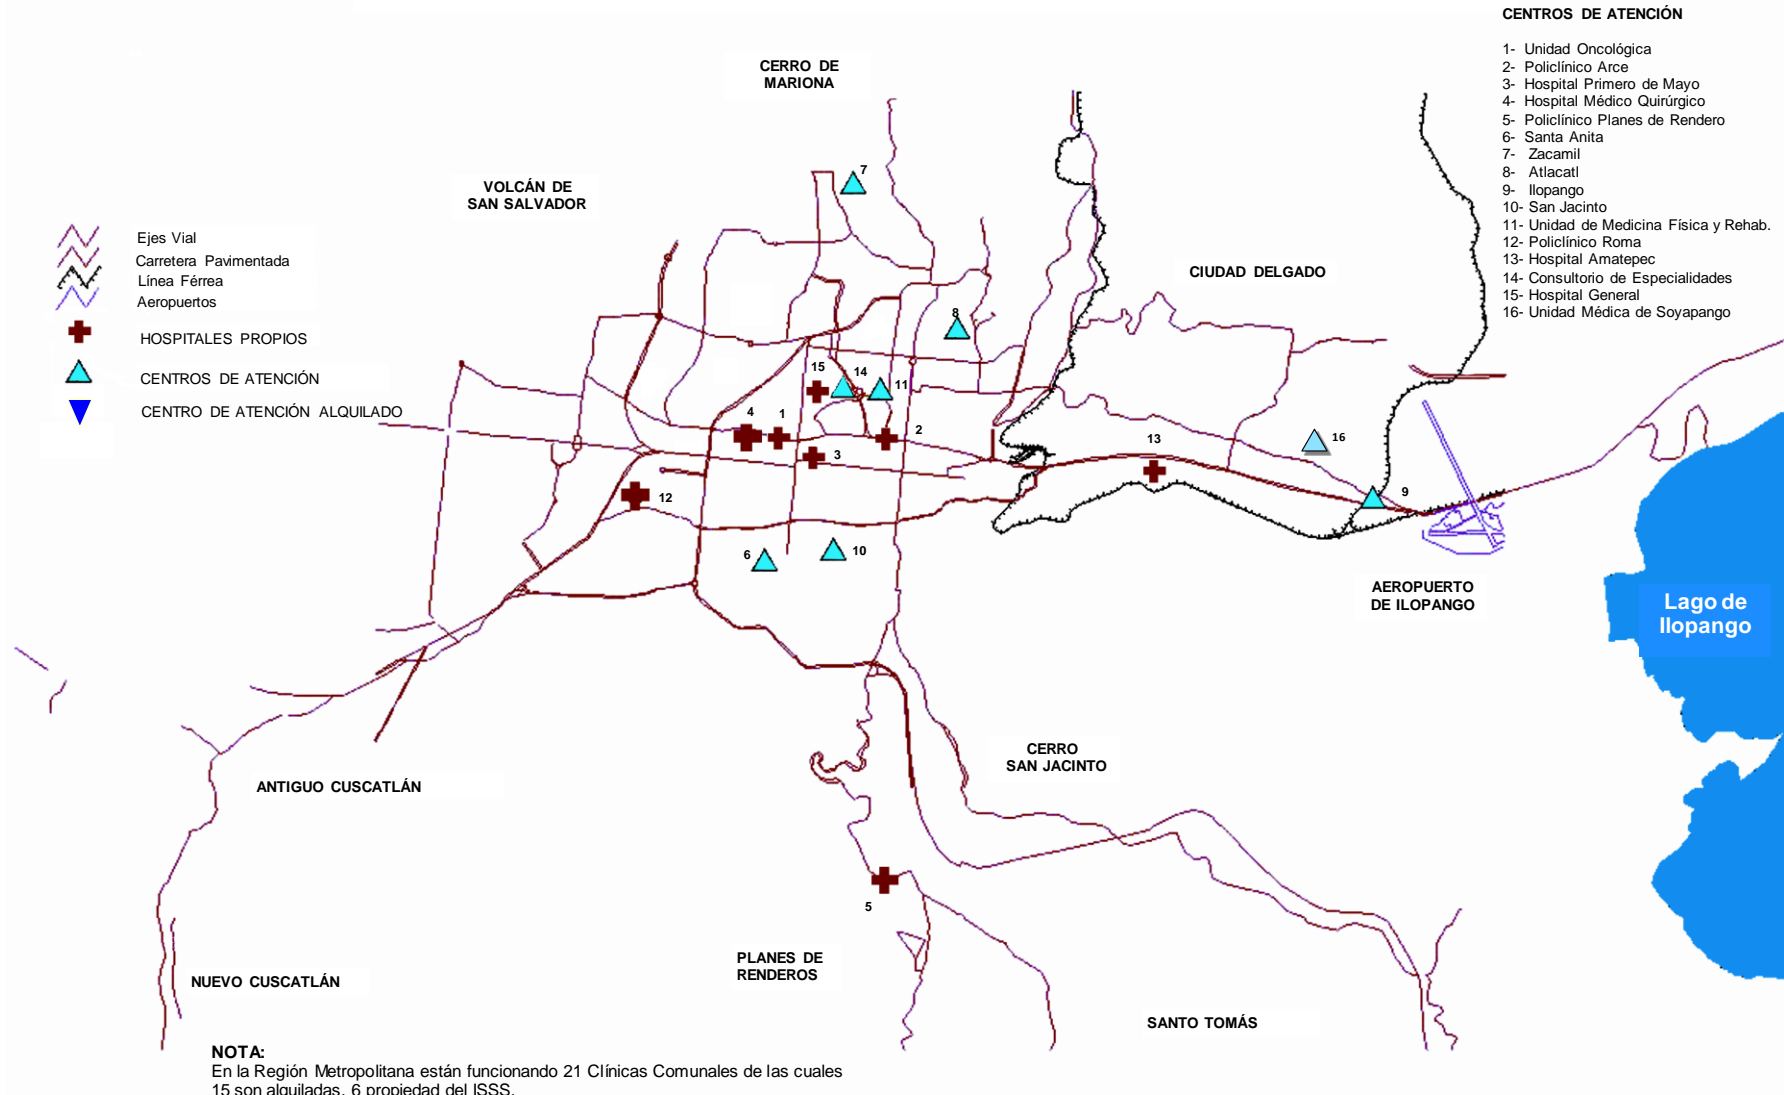 CENTROS DE ATENCIÓN
1- Unidad Oncológica
2- Policlínico Arce
3- Hospital Primero de Mayo
4- Hospital Médico Quirúrgico
5- Policlínico Planes de Rendero
6- Santa Anita
7- Zacamil
8- Atlacatl
9- Ilopango
10- San Jacinto
11- Unidad de Medicina Física y Rehab.
12- Policlínico Roma
13- Hospital Amatepec
14- Consultorio de Especialidades
15- Hospital General
16- Unidad Médica de Soyapango
CERRO DE
MARIONA
7
VOLCÁN DE
SAN SALVADOR
Ejes Vial
Carretera Pavimentada
Línea Férrea
Aeropuertos
HOSPITALES PROPIOS
CENTROS DE ATENCIÓN
CENTRO DE ATENCIÓN ALQUILADO
CIUDAD DELGADO
8
15
14
11
4
1
2
3
13
16
12
9
6
10
AEROPUERTO
DE ILOPANGO
Lago de
Ilopango
CERRO
SAN JACINTO
ANTIGUO CUSCATLÁN
5
PLANES DE
RENDEROS
NUEVO CUSCATLÁN
SANTO TOMÁS
NOTA:
En la Región Metropolitana están funcionando 21 Clínicas Comunales de las cuales
15 son alquiladas, 6 propiedad del ISSS.